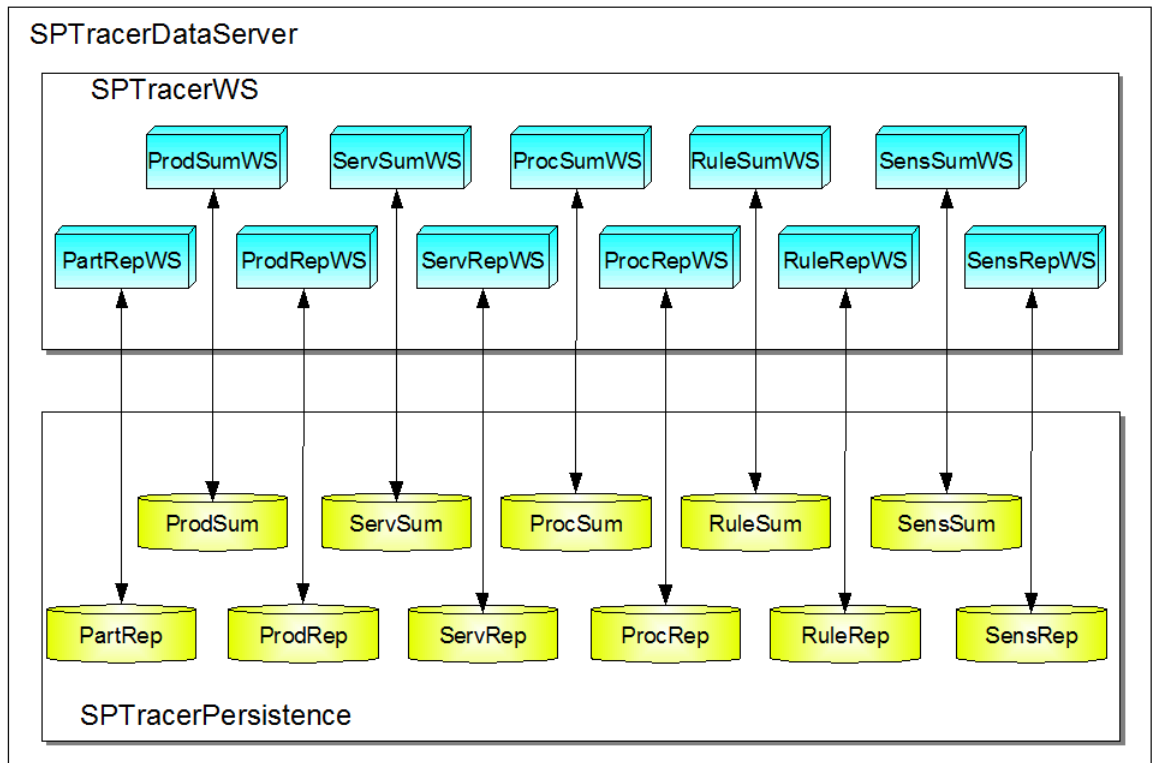 SPTracerDataServer
SPTracerWS
ProdSumWS ServSumWS ProcSumWS RuleSumWS SensSumWS
PartRepWS ProdRepWS ServRepWS ProcRepWS RuleRepWS SensRepWS
ProdSum ServSum ProcSum RuleSum SensSum
PartRep ProdRep ServRep ProcRep RuleRep SensRep
SPTracerPersistence